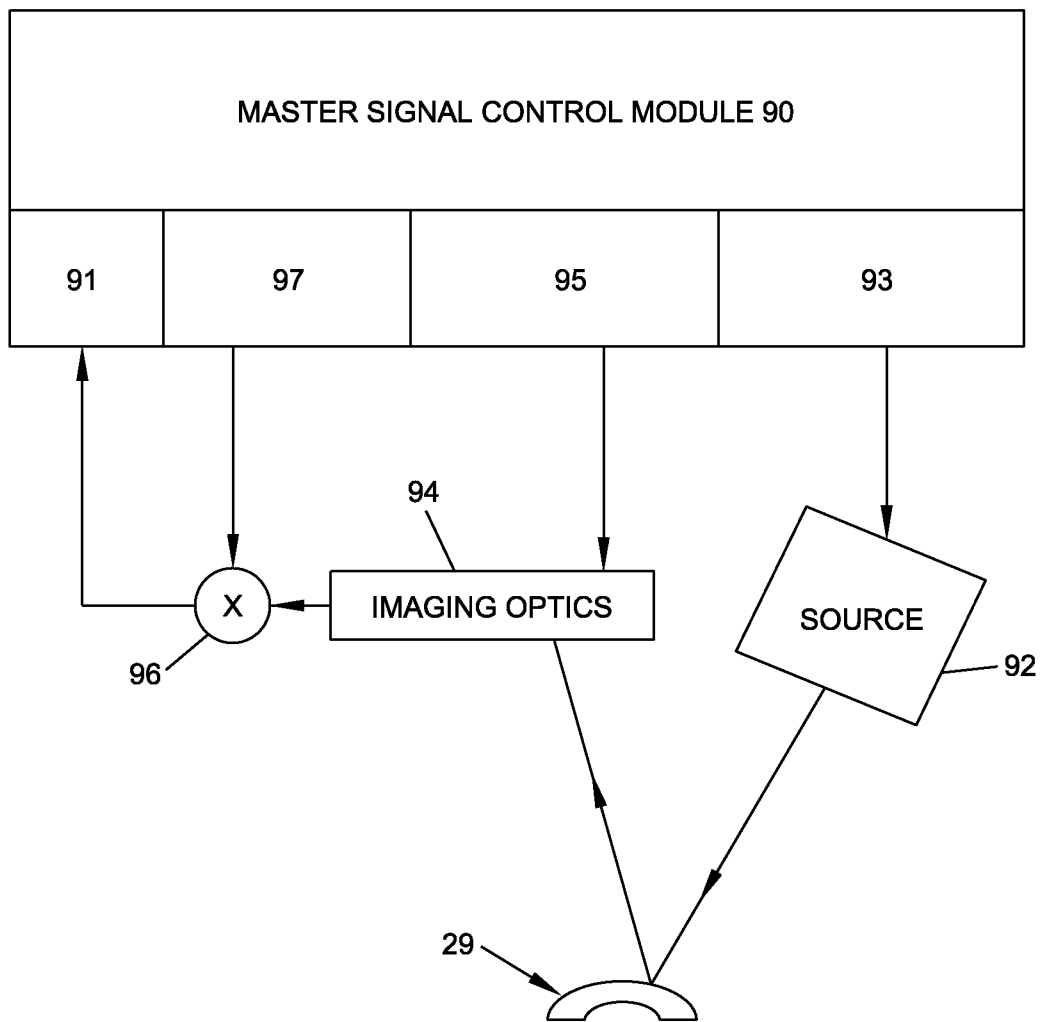 MASTER SIGNAL CONTROL MODULE 90
91 97 95 93
94
X
IMAGING OPTICS
SOURCE
96
92
29